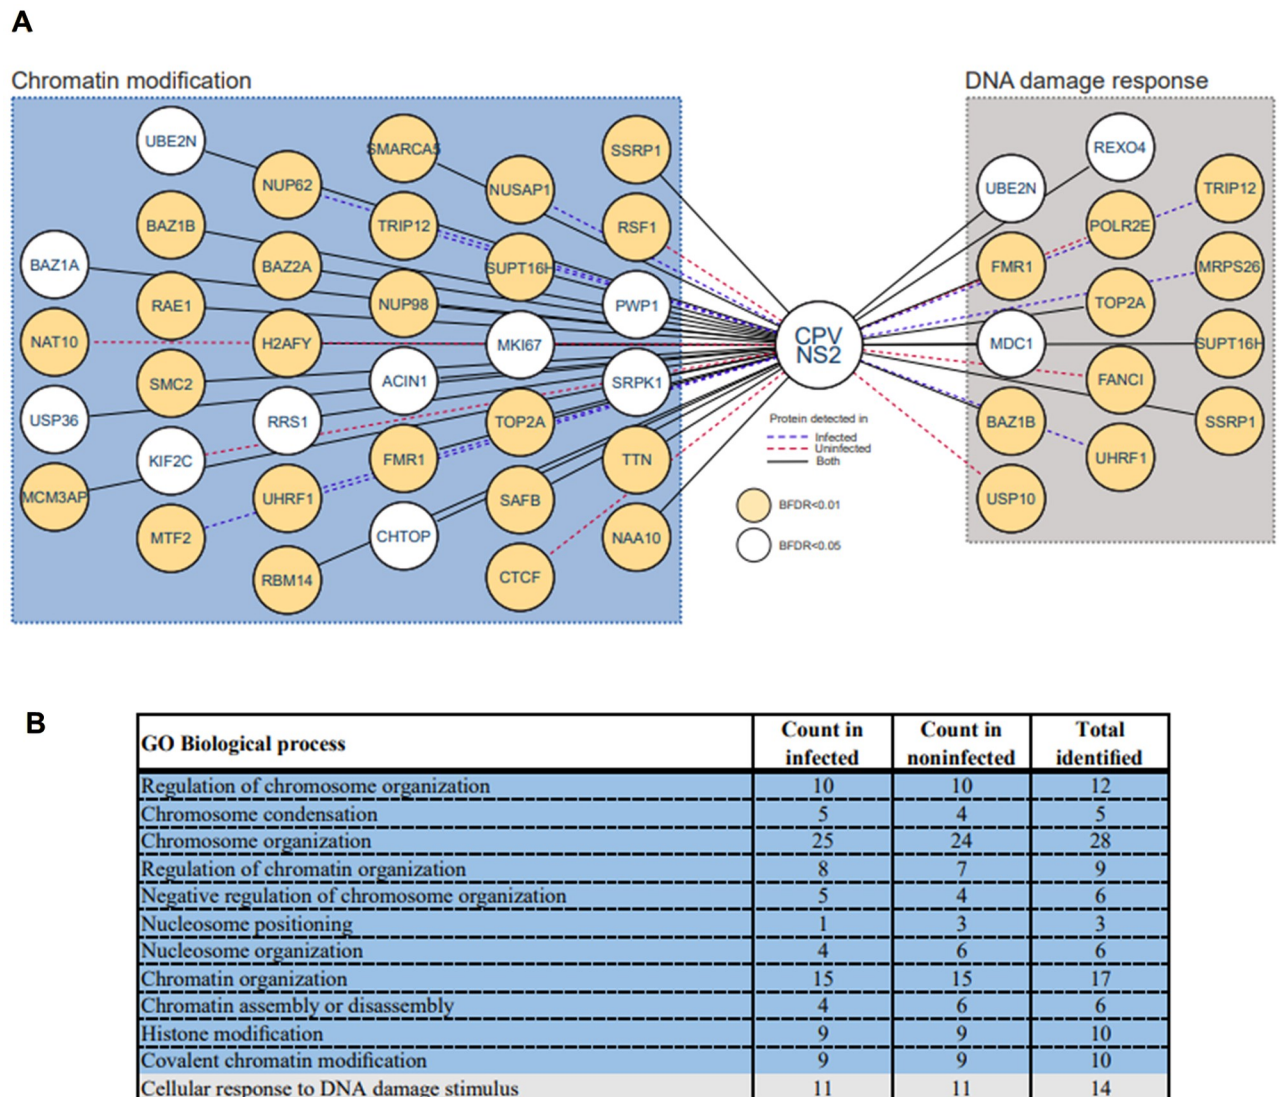 A
Chromatin modification
DNA damage response
UBE2N
SMARCA5
SSRP1
NUP62
NUSAP1
BAZ1B
TRIP12
RSF1
BAZ1A
BAZ2A
SUPT16H
RAE1
NUP98
PWP1
NAT10
H2AFY
MKI67
SMC2
ACIN1
SRPK1
USP36
RRS1
TOP2A
KIF2C
FMR1
TTN
MCM3AP
UHRF1
SAFB
MTF2
CHTOP
NAA10
RBM14
CTCF
CPV
NS2
REXO4
UBE2N
TRIP12
POLR2E
FMR1
MRPS26
TOP2A
MDC1
SUPT16H
FANCI
BAZ1B
SSRP1
UHRF1
USP10
Protein detected in
Infected
Uninfected
Both
BFDR<0.01
BFDR<0.05
B
GO Biological process Count in infected Count in noninfected Total identified
Regulation of chromosome organization 10 10 12
Chromosome condensation 5 4 5
Chromosome organization 25 24 28
Regulation of chromatin organization 8 7 9
Negative regulation of chromosome organization 5 4 6
Nucleosome positioning 1 3 3
Nucleosome organization 4 6 6
Chromatin organization 15 15 17
Chromatin assembly or disassembly 4 6 6
Histone modification 9 9 10
Covalent chromatin modification 9 9 10
Cellular response to DNA damage stimulus 11 11 14